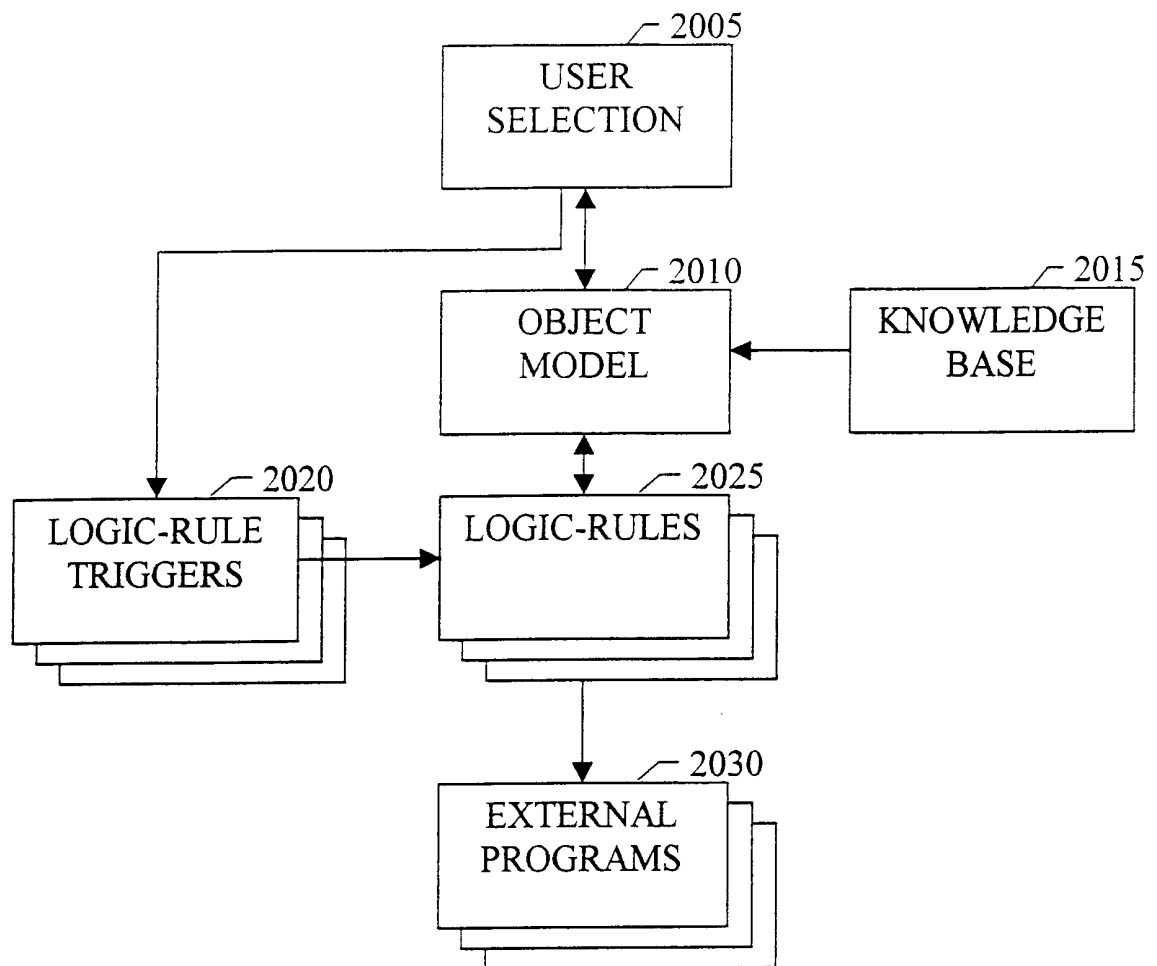 2005
USER
SELECTION
2010
OBJECT
MODEL
2015
KNOWLEDGE
BASE
2020
LOGIC-RULE
TRIGGERS
2025
LOGIC-RULES
2030
EXTERNAL
PROGRAMS